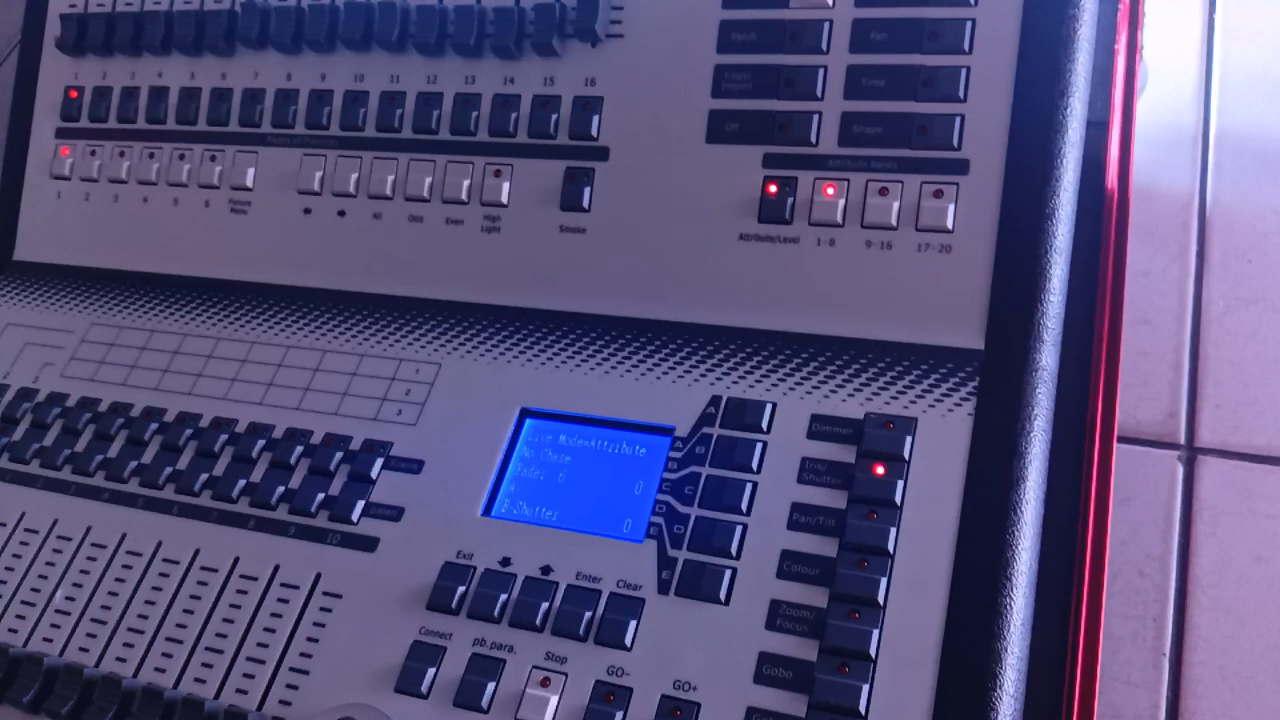 Patch Fan
Copy/Import Time
Off Shape
1 2 3 4 5 6 7 8 9 10 11 12 13 14 15 16
Attribute Banks
1 2 3 4 5 6 Fixture Menu All Odd Even High Light Smoke
Attribute/Level 1-8 9-16 17-20
1
2
3
Live Mode=Attribute
No Chase
Fader 6 0
A
B-Shutter 0
A
B
C
D
E
A
B
C
D
E
Dimmer
Iris/Shutter
Pan/Tilt
Colour
Zoom/Focus
Gobo
7 8 9 10
Exit Enter Clear
Connect pb.para. Stop GO- GO+